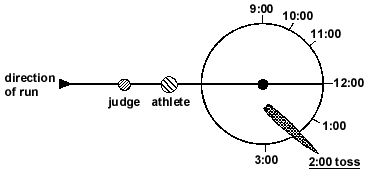 9:00
10:00
11:00
direction
of run
judge
athlete
12:00
1:00
3:00
2:00 toss